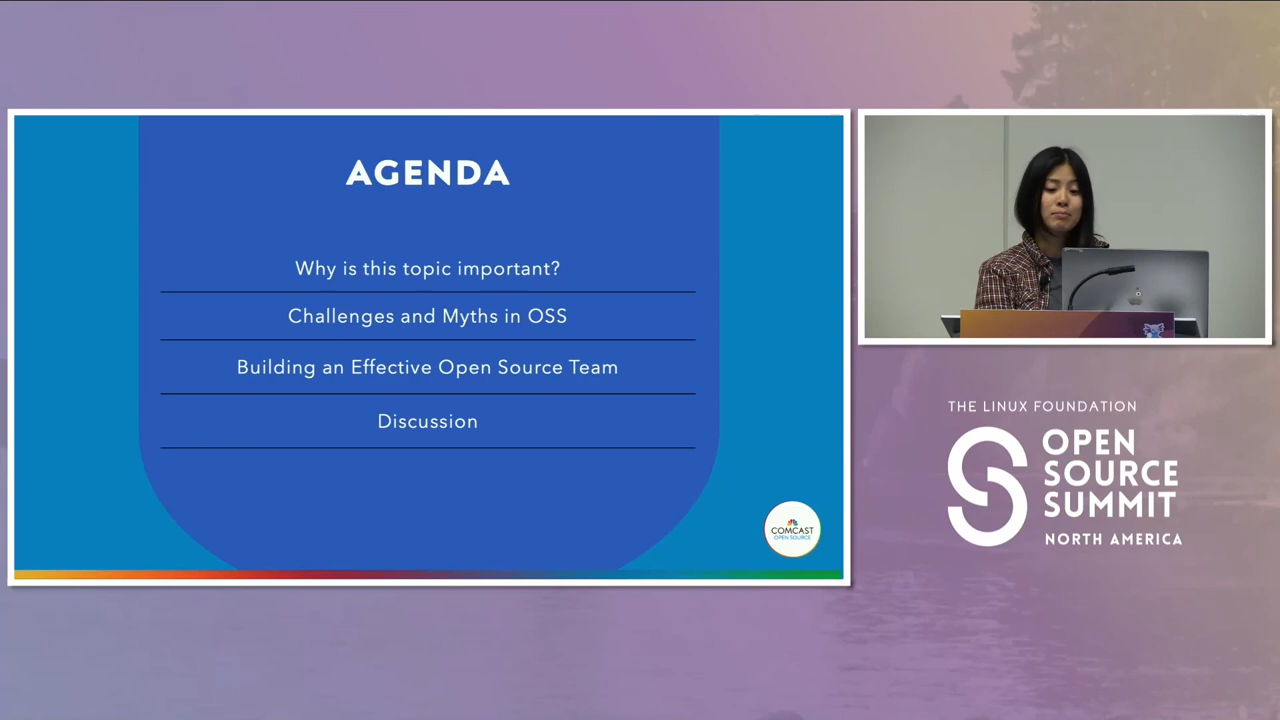 AGENDA
Why is this topic important?
Challenges and Myths in OSS
Building an Effective Open Source Team
Discussion
COMCAST
OPEN SOURCE
THE LINUX FOUNDATION
OPEN
SOURCE
SUMMIT
NORTH AMERICA